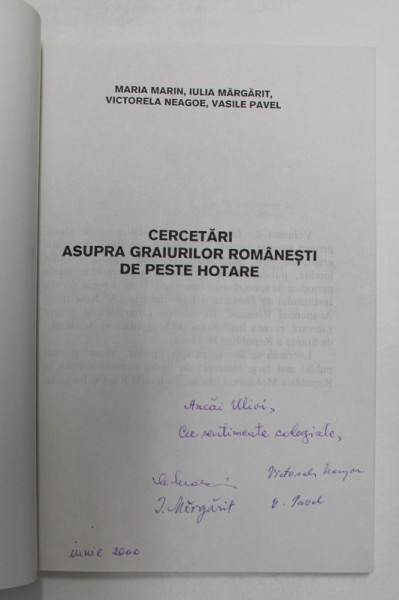 MARIA MARIN, IULIA MĂRGĂRIT,
VICTORELA NEAGOE, VASILE PAVEL
CERCETĂRI
ASUPRA GRAIURILOR ROMÂNEȘTI
DE PESTE HOTARE
Ancăi Ulivi,
Cu sentimente colegiale,
Victorela Neagoe
I. Mărgărit V. Pavel
iunie 2000